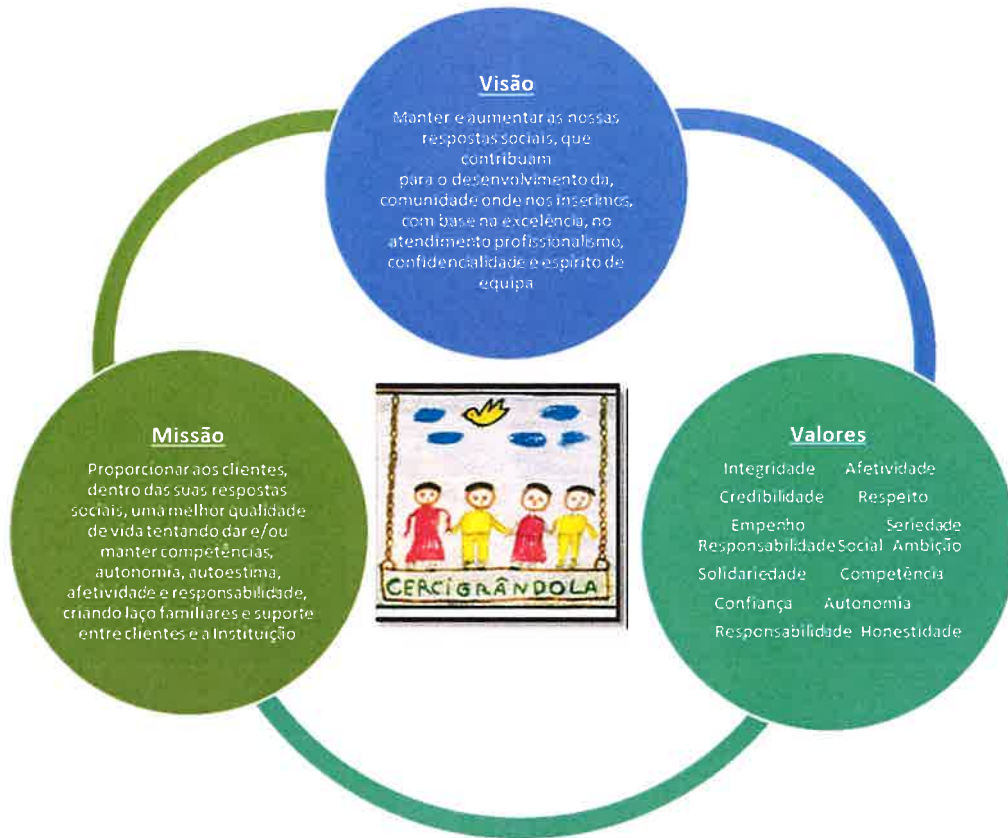 Visão
Manter e aumentar as nossas
respostas sociais, que
contribuam
para o desenvolvimento da,
comunidade onde nos inserimos,
com base na excelência, no
atendimento profissionalismo,
confidencialidade e espírito de
equipa
Missão
Proporcionar aos clientes,
dentro das suas respostas
sociais, uma melhor qualidade
de vida tentando dar e/ou
manter competências,
autonomia, autoestima,
afetividade e responsabilidade,
criando laço familiares e suporte
entre clientes e a Instituição
CERCIGRÂNDOLA
Valores
Integridade Afetividade
Credibilidade Respeito
Empenho Seriedade
Responsabilidade Social Ambição
Solidariedade Competência
Confiança Autonomia
Responsabilidade Honestidade